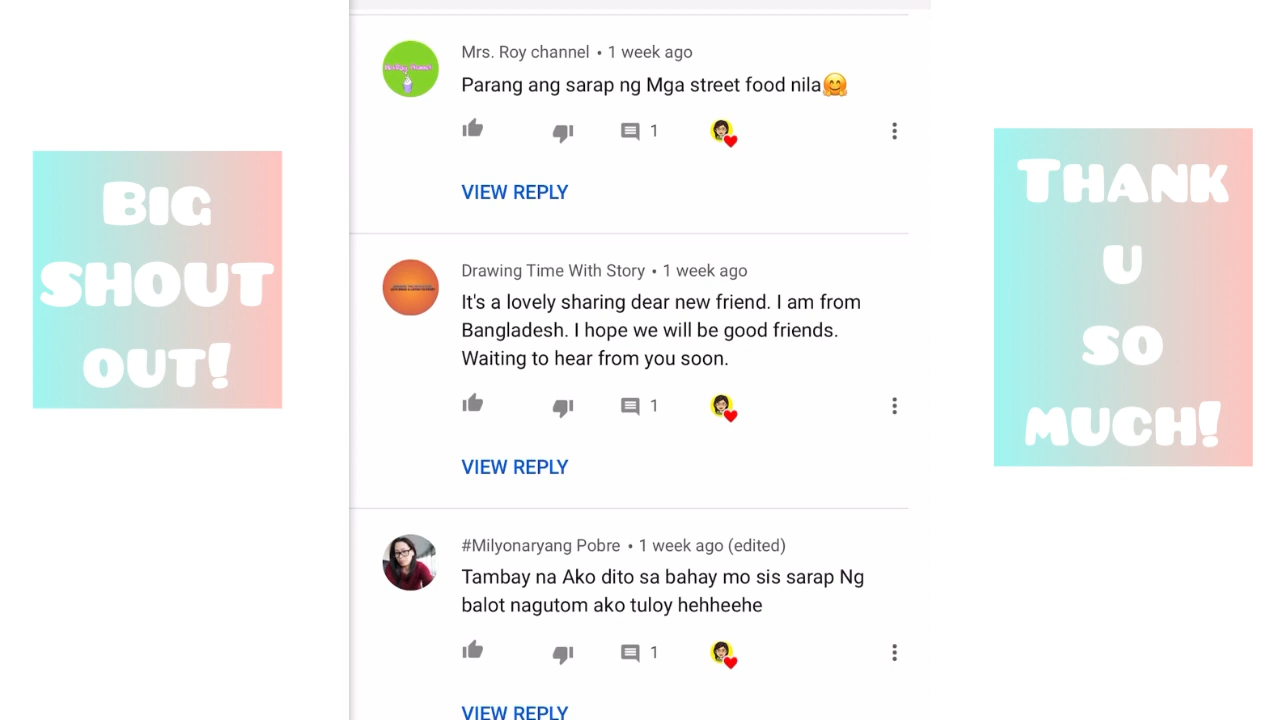 BIG
SHOUT
OUT!
Mrs. Roy channel • 1 week ago
Parang ang sarap ng Mga street food nila🤗
1
VIEW REPLY
Drawing Time With Story • 1 week ago
It's a lovely sharing dear new friend. I am from
Bangladesh. I hope we will be good friends.
Waiting to hear from you soon.
1
VIEW REPLY
#Milyonaryang Pobre • 1 week ago (edited)
Tambay na Ako dito sa bahay mo sis sarap Ng
balot nagutom ako tuloy hehheehe
1
VIEW REPLY
THANK
U
SO
MUCH!